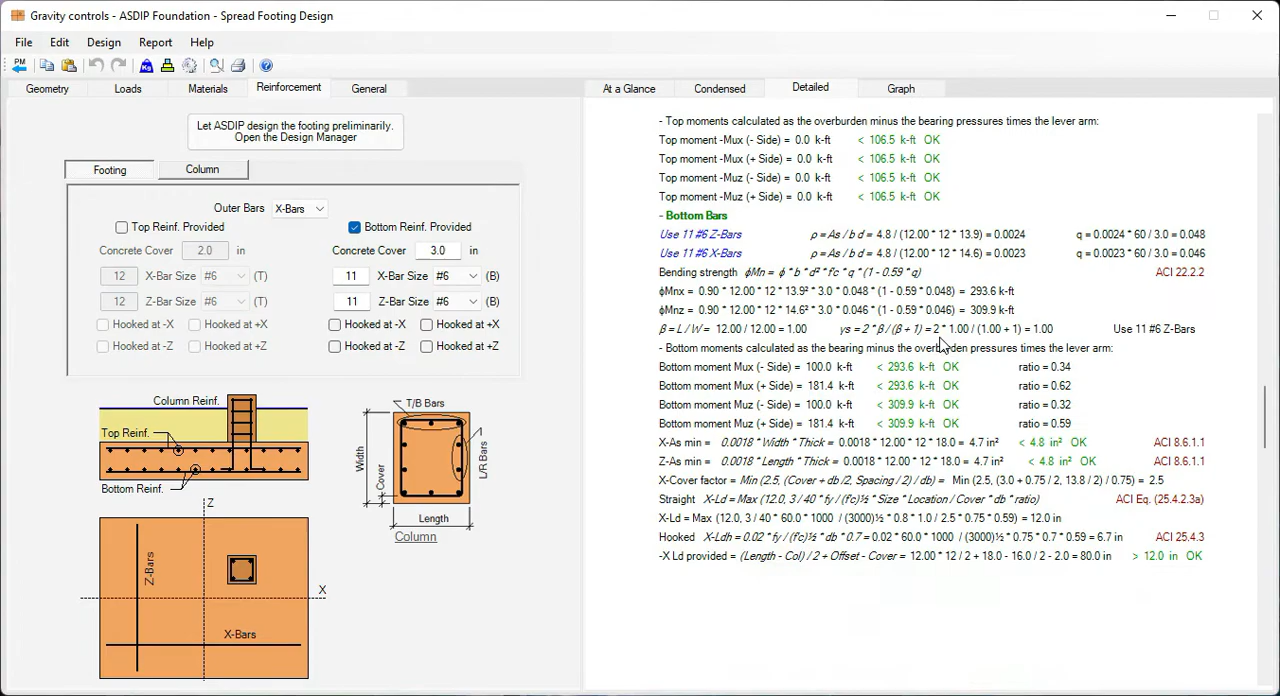 Gravity controls - ASDIP Foundation - Spread Footing Design
File Edit Design Report Help
PM Kg
Geometry Loads Materials Reinforcement General
At a Glance Condensed Detailed Graph
Let ASDIP design the footing preliminarily.
Open the Design Manager
Footing Column
Outer Bars X-Bars
Top Reinf. Provided Bottom Reinf. Provided
Concrete Cover 2.0 in Concrete Cover 3.0 in
12 X-Bar Size #6 (T) 11 X-Bar Size #6 (B)
12 Z-Bar Size #6 (T) 11 Z-Bar Size #6 (B)
Hooked at -X Hooked at +X Hooked at -X Hooked at +X
Hooked at -Z Hooked at +Z Hooked at -Z Hooked at +Z
Column Reinf.
Top Reinf.
Bottom Reinf.
T/B Bars
Width
Cover
L/R Bars
Length
Column
Z
Z-Bars
X
X-Bars
- Top moments calculated as the overburden minus the bearing pressures times the lever arm:
Top moment -Mux (- Side) = 0.0 k-ft < 106.5 k-ft OK
Top moment -Mux (+ Side) = 0.0 k-ft < 106.5 k-ft OK
Top moment -Muz (- Side) = 0.0 k-ft < 106.5 k-ft OK
Top moment -Muz (+ Side) = 0.0 k-ft < 106.5 k-ft OK
- Bottom Bars
Use 11 #6 Z-Bars ρ = As / b d = 4.8 / (12.00 * 12 * 13.9) = 0.0024 q = 0.0024 * 60 / 3.0 = 0.048
Use 11 #6 X-Bars ρ = As / b d = 4.8 / (12.00 * 12 * 14.6) = 0.0023 q = 0.0023 * 60 / 3.0 = 0.046
Bending strength ϕMn = ϕ * b * d² * f'c * q * (1 - 0.59 * q) ACI 22.2.2
ϕMnx = 0.90 * 12.00 * 12 * 13.9² * 3.0 * 0.048 * (1 - 0.59 * 0.048) = 293.6 k-ft
ϕMnz = 0.90 * 12.00 * 12 * 14.6² * 3.0 * 0.046 * (1 - 0.59 * 0.046) = 309.9 k-ft
β = L / W = 12.00 / 12.00 = 1.00 γs = 2 * β / (β + 1) = 2 * 1.00 / (1.00 + 1) = 1.00 Use 11 #6 Z-Bars
- Bottom moments calculated as the bearing minus the overburden pressures times the lever arm:
Bottom moment Mux (- Side) = 100.0 k-ft < 293.6 k-ft OK ratio = 0.34
Bottom moment Mux (+ Side) = 181.4 k-ft < 293.6 k-ft OK ratio = 0.62
Bottom moment Muz (- Side) = 100.0 k-ft < 309.9 k-ft OK ratio = 0.32
Bottom moment Muz (+ Side) = 181.4 k-ft < 309.9 k-ft OK ratio = 0.59
X-As min = 0.0018 * Width * Thick = 0.0018 * 12.00 * 12 * 18.0 = 4.7 in² < 4.8 in² OK ACI 8.6.1.1
Z-As min = 0.0018 * Length * Thick = 0.0018 * 12.00 * 12 * 18.0 = 4.7 in² < 4.8 in² OK ACI 8.6.1.1
X-Cover factor = Min (2.5, (Cover + db /2, Spacing / 2) / db) = Min (2.5, (3.0 + 0.75 / 2, 13.8 / 2) / 0.75) = 2.5
Straight X-Ld = Max (12.0, 3 / 40 * fy / (f'c)½ * Size * Location / Cover * db * ratio) ACI Eq. (25.4.2.3a)
X-Ld = Max (12.0, 3 / 40 * 60.0 * 1000 / (3000)½ * 0.8 * 1.0 / 2.5 * 0.75 * 0.59) = 12.0 in
Hooked X-Ldh = 0.02 * fy / (f'c)½ * db * 0.7 = 0.02 * 60.0 * 1000 / (3000)½ * 0.75 * 0.7 * 0.59 = 6.7 in ACI 25.4.3
-X Ld provided = (Length - Col) / 2 + Offset - Cover = 12.00 * 12 / 2 + 18.0 - 16.0 / 2 - 2.0 = 80.0 in > 12.0 in OK